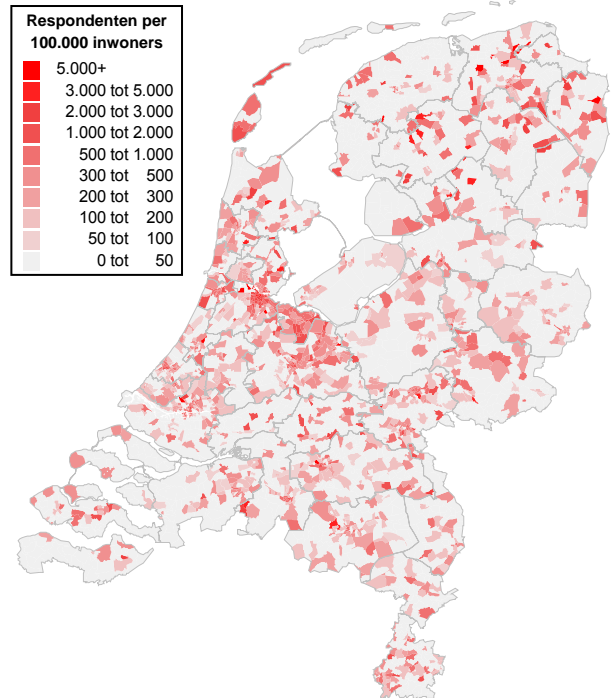 Respondenten per
100.000 inwoners
5.000+
3.000 tot 5.000
2.000 tot 3.000
1.000 tot 2.000
500 tot 1.000
300 tot 500
200 tot 300
100 tot 200
50 tot 100
0 tot 50